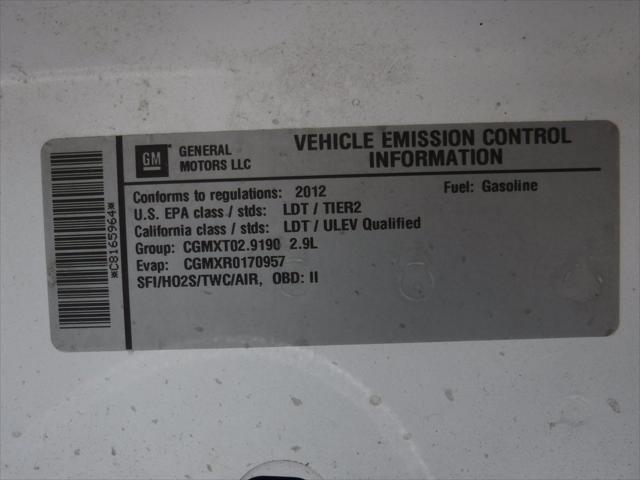 *C8165964*
GM
GENERAL
MOTORS LLC
VEHICLE EMISSION CONTROL
INFORMATION
Conforms to regulations: 2012 Fuel: Gasoline
U.S. EPA class / stds: LDT / TIER2
California class / stds: LDT / ULEV Qualified
Group: CGMXT02.9190 2.9L
Evap: CGMXR0170957
SFI/HO2S/TWC/AIR, OBD: II